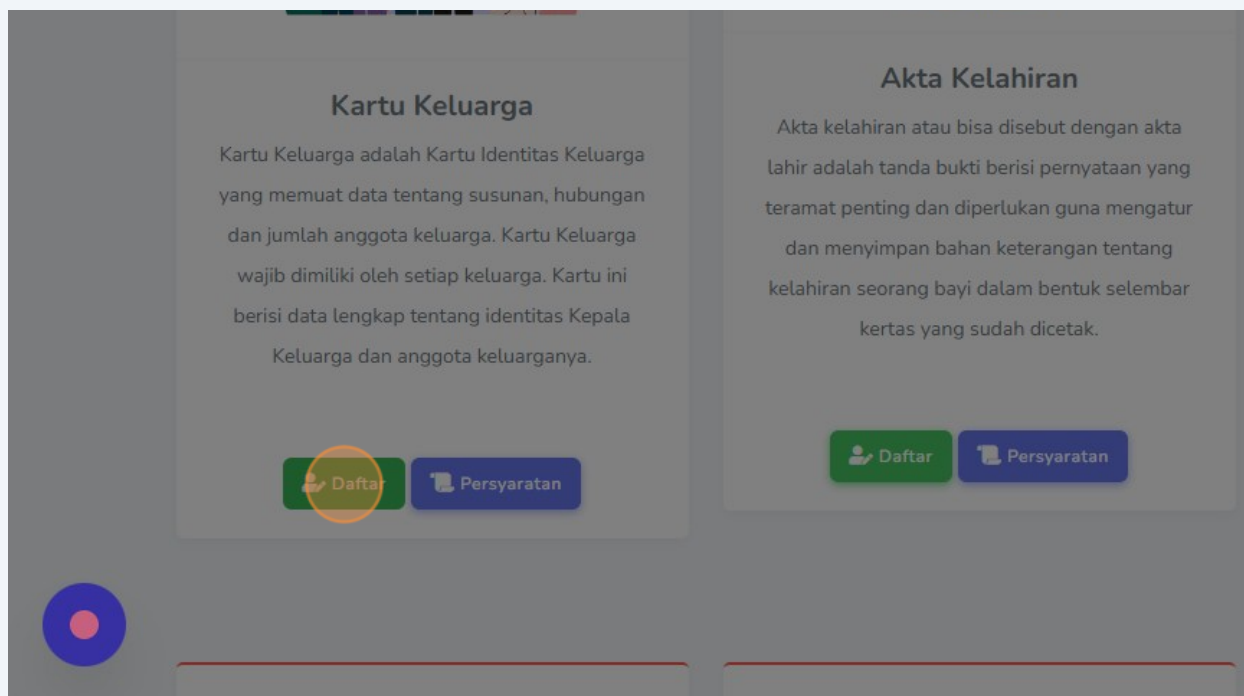 Kartu Keluarga
Kartu Keluarga adalah Kartu Identitas Keluarga
yang memuat data tentang susunan, hubungan
dan jumlah anggota keluarga. Kartu Keluarga
wajib dimiliki oleh setiap keluarga. Kartu ini
berisi data lengkap tentang identitas Kepala
Keluarga dan anggota keluarganya.
Daftar
Persyaratan
Akta Kelahiran
Akta kelahiran atau bisa disebut dengan akta
lahir adalah tanda bukti berisi pernyataan yang
teramat penting dan diperlukan guna mengatur
dan menyimpan bahan keterangan tentang
kelahiran seorang bayi dalam bentuk selembar
kertas yang sudah dicetak.
Daftar
Persyaratan